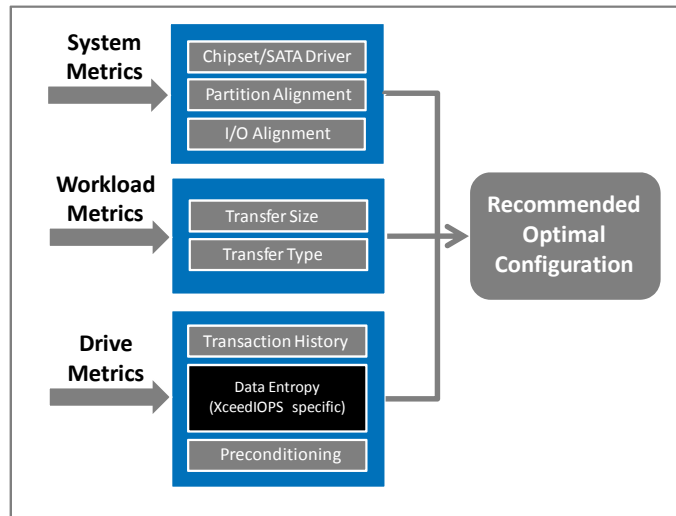 System
Metrics
Chipset/SATA Driver
Partition Alignment
I/O Alignment
Workload
Metrics
Transfer Size
Transfer Type
Drive
Metrics
Transaction History
Data Entropy
(XceedIOPS specific)
Preconditioning
Recommended
Optimal
Configuration